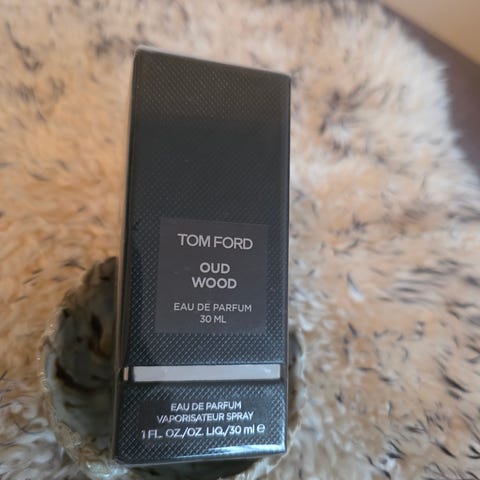 TOM FORD
OUD
WOOD
EAU DE PARFUM
30 ML
EAU DE PARFUM
VAPORISATEUR SPRAY
1 FL. OZ./OZ. LIQ./30 ml ℮